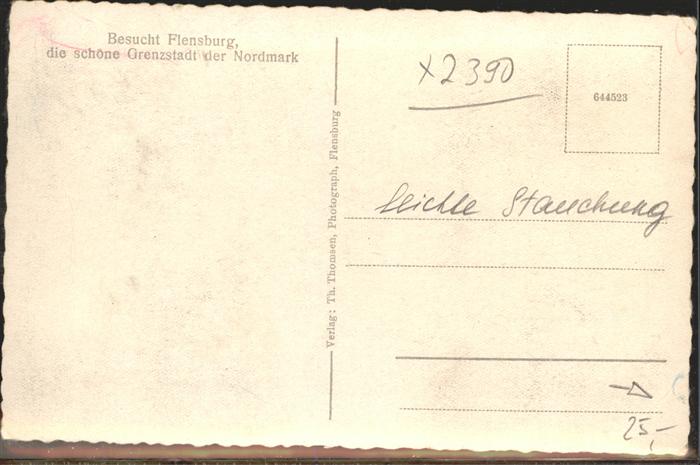 Besucht Flensburg,
die schöne Grenzstadt der Nordmark
Verlag: Th. Thomsen, Photograph, Flensburg
x2390
644523
leichte Stauchung
25,-